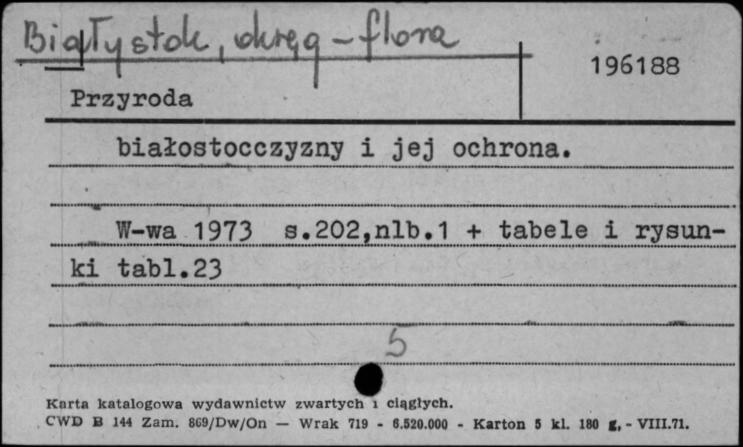 Białystok, okręg - flora
196188
Przyroda
białostocczyzny i jej ochrona.
W-wa 1973 s.202,nlb.1 + tabele i rysun-
ki tabl.23
5
Karta katalogowa wydawnictw zwartych i ciągłych.
CWD B 144 Zam. 869/Dw/On — Wrak 719 - 6.520.000 - Karton 5 kl. 180 g, - VIII.71.